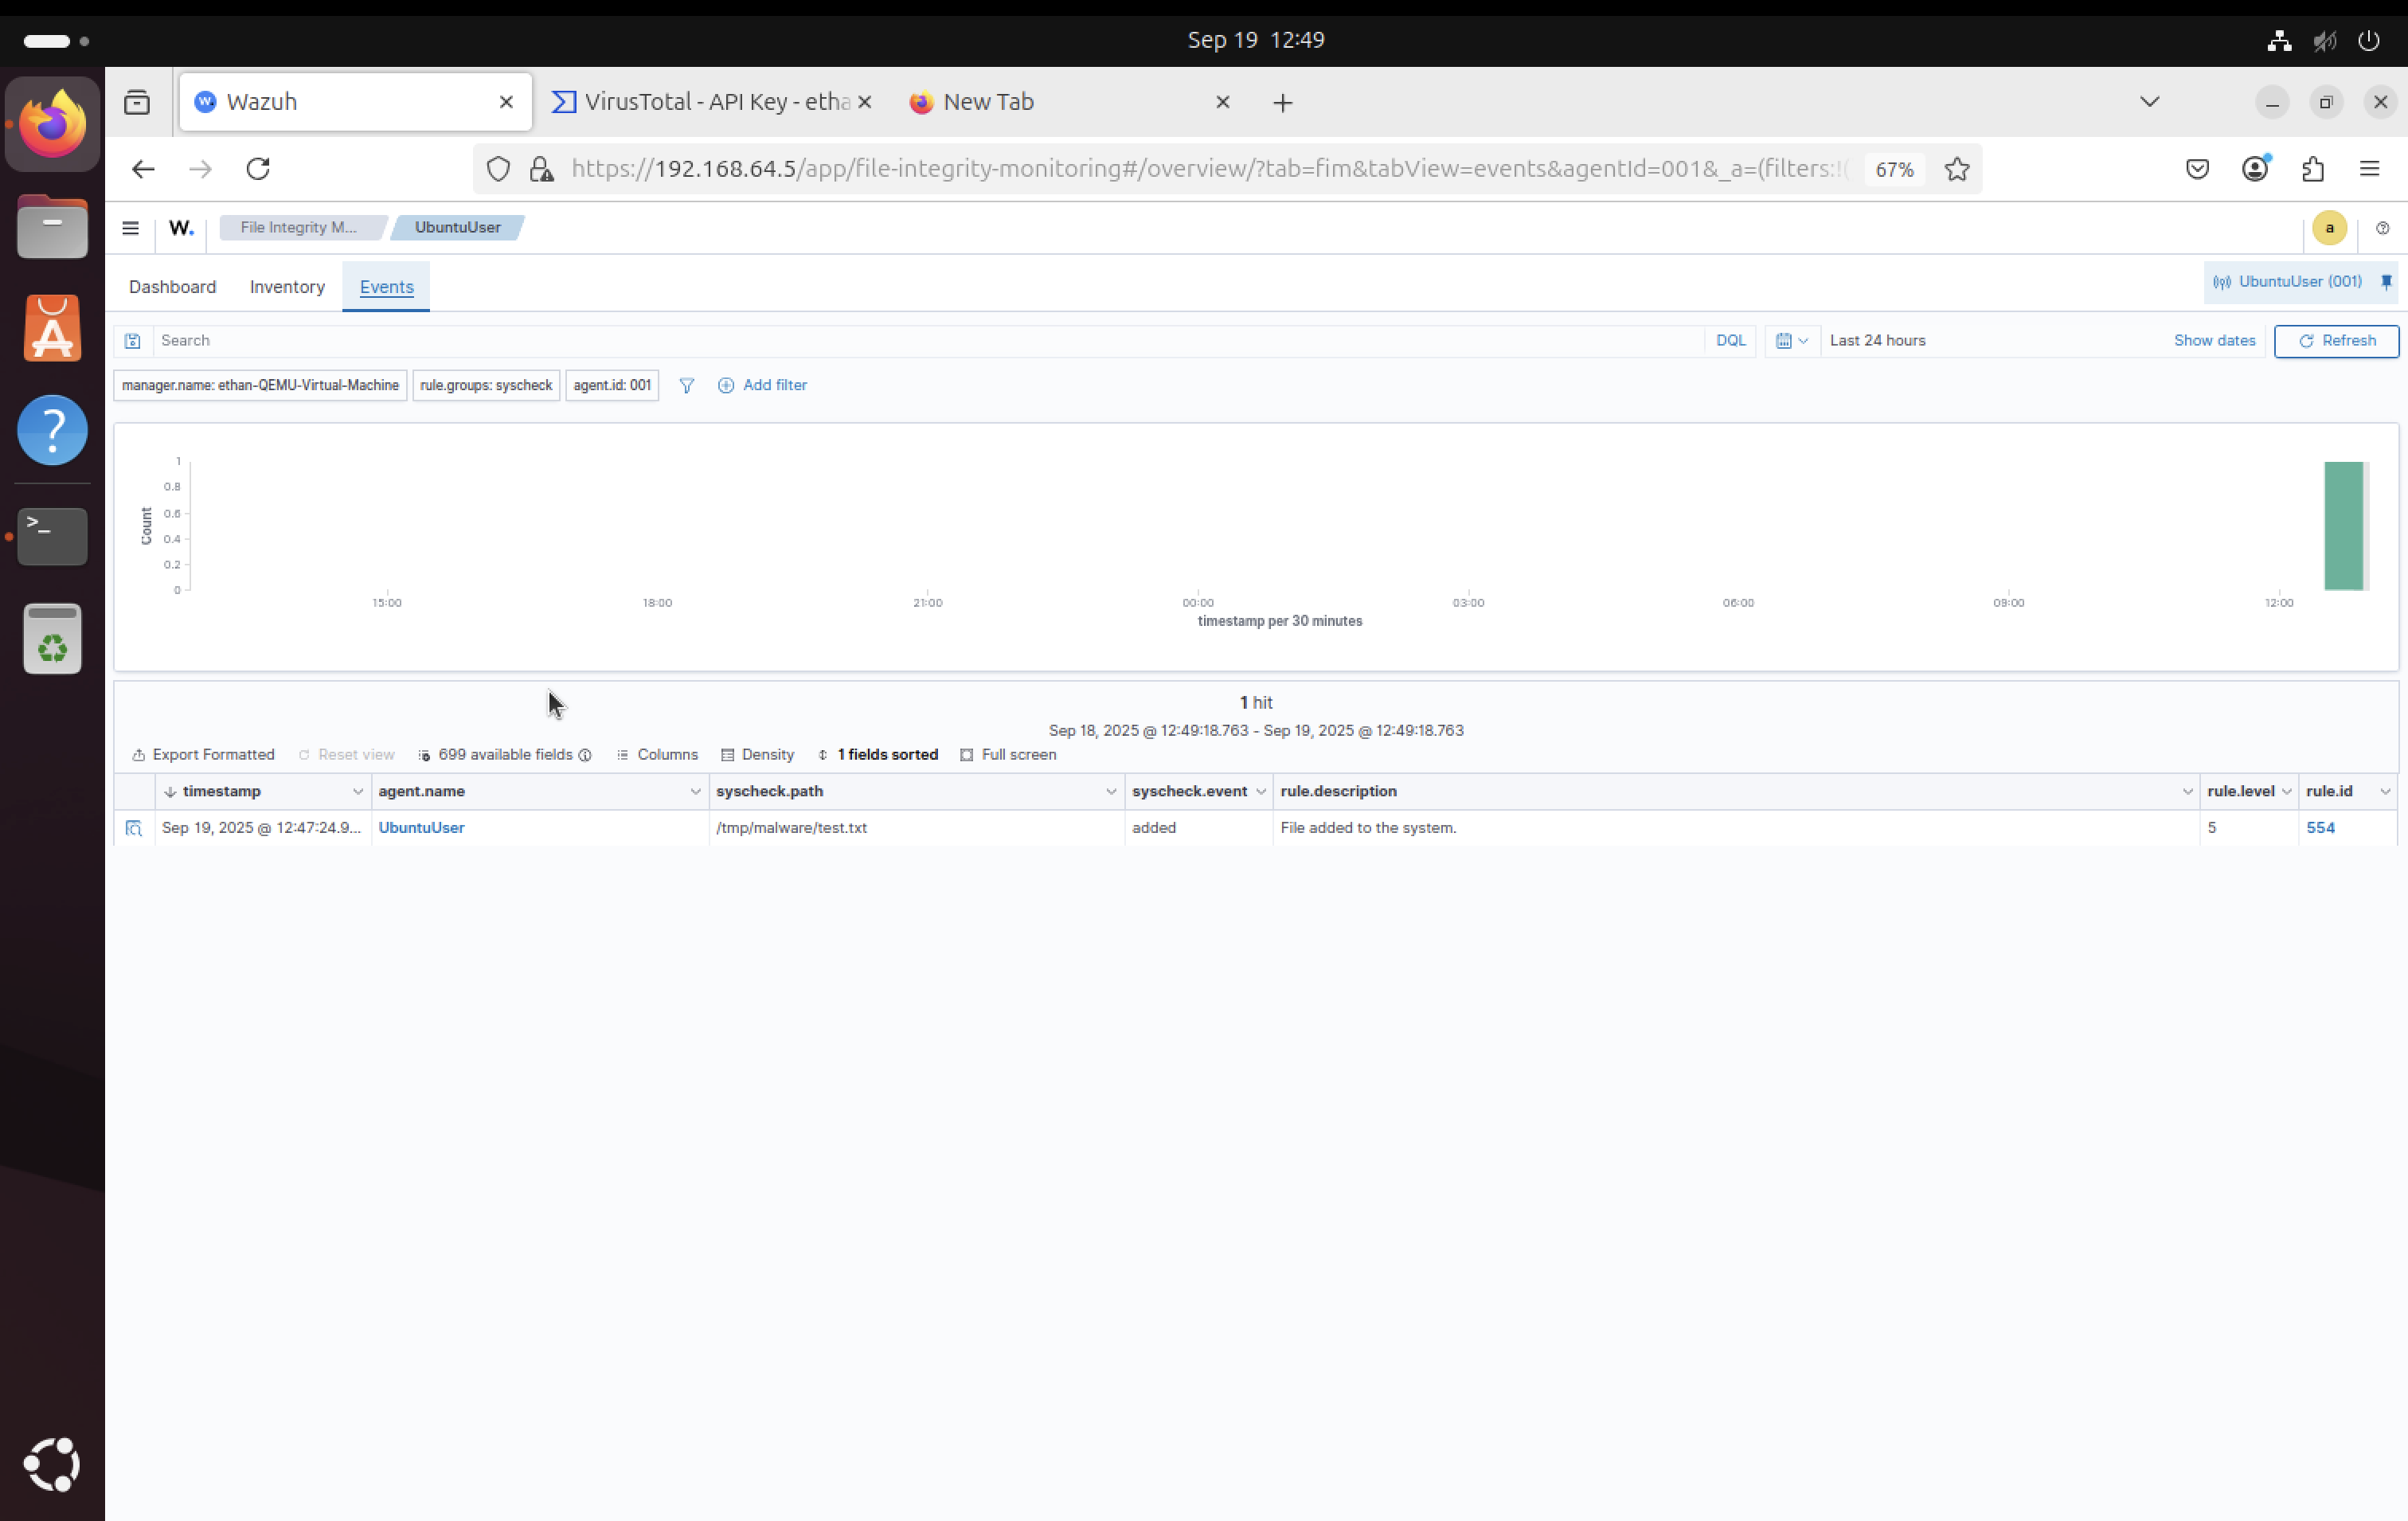 Sep 19 12:49
Wazuh
VirusTotal - API Key - etha
New Tab
https://192.168.64.5/app/file-integrity-monitoring#/overview/?tab=fim&tabView=events&agentId=001&_a=(filters:!(
67%
W.
File Integrity M...
UbuntuUser
a
Dashboard
Inventory
Events
UbuntuUser (001)
Search
DQL
Last 24 hours
Show dates
Refresh
manager.name: ethan-QEMU-Virtual-Machine
rule.groups: syscheck
agent.id: 001
Add filter
Count
1
0.8
0.6
0.4
0.2
0
15:00
18:00
21:00
00:00
03:00
06:00
09:00
12:00
timestamp per 30 minutes
1 hit
Sep 18, 2025 @ 12:49:18.763 - Sep 19, 2025 @ 12:49:18.763
Export Formatted
Reset view
699 available fields
Columns
Density
1 fields sorted
Full screen
timestamp
agent.name
syscheck.path
syscheck.event
rule.description
rule.level
rule.id
Sep 19, 2025 @ 12:47:24.9...
UbuntuUser
/tmp/malware/test.txt
added
File added to the system.
5
554